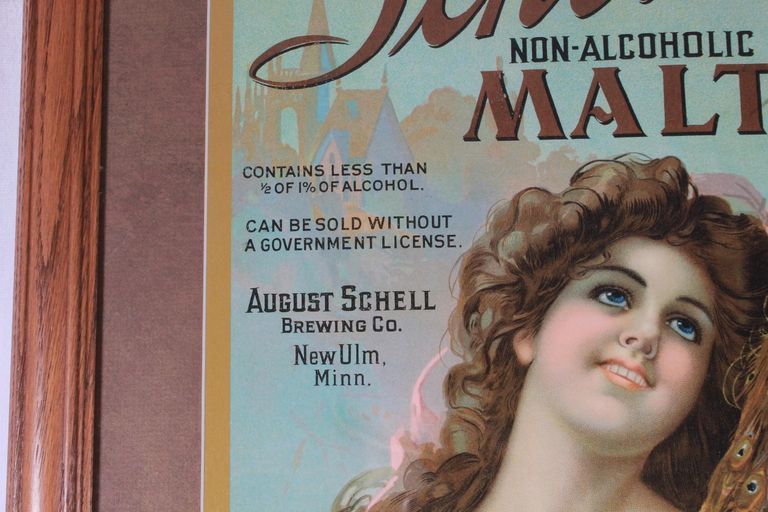 NON-ALCOHOLIC
MALT
CONTAINS LESS THAN
½ OF 1% OF ALCOHOL.
CAN BE SOLD WITHOUT
A GOVERNMENT LICENSE.
AUGUST SCHELL
BREWING CO.
New Ulm,
Minn.